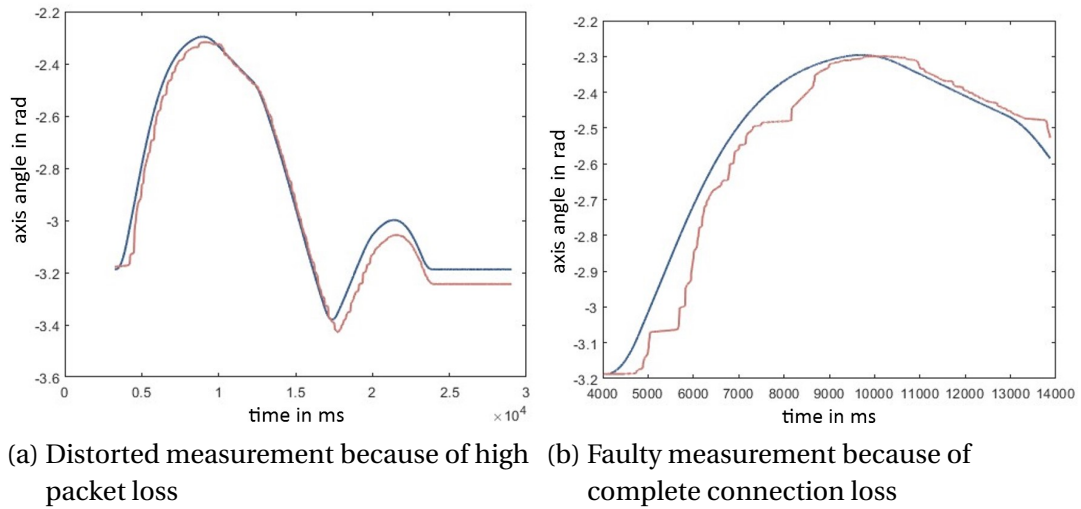 -2.2
-2.4
-2.6
-2.8
-3
-3.2
-3.4
-3.6
axis angle in rad
0 0.5 1 1.5 2 2.5 3
time in ms
×10^4
-2.2
-2.3
-2.4
-2.5
-2.6
-2.7
-2.8
-2.9
-3
-3.1
-3.2
axis angle in rad
4000 5000 6000 7000 8000 9000 10000 11000 12000 13000 14000
time in ms
(a) Distorted measurement because of high
packet loss
(b) Faulty measurement because of
complete connection loss